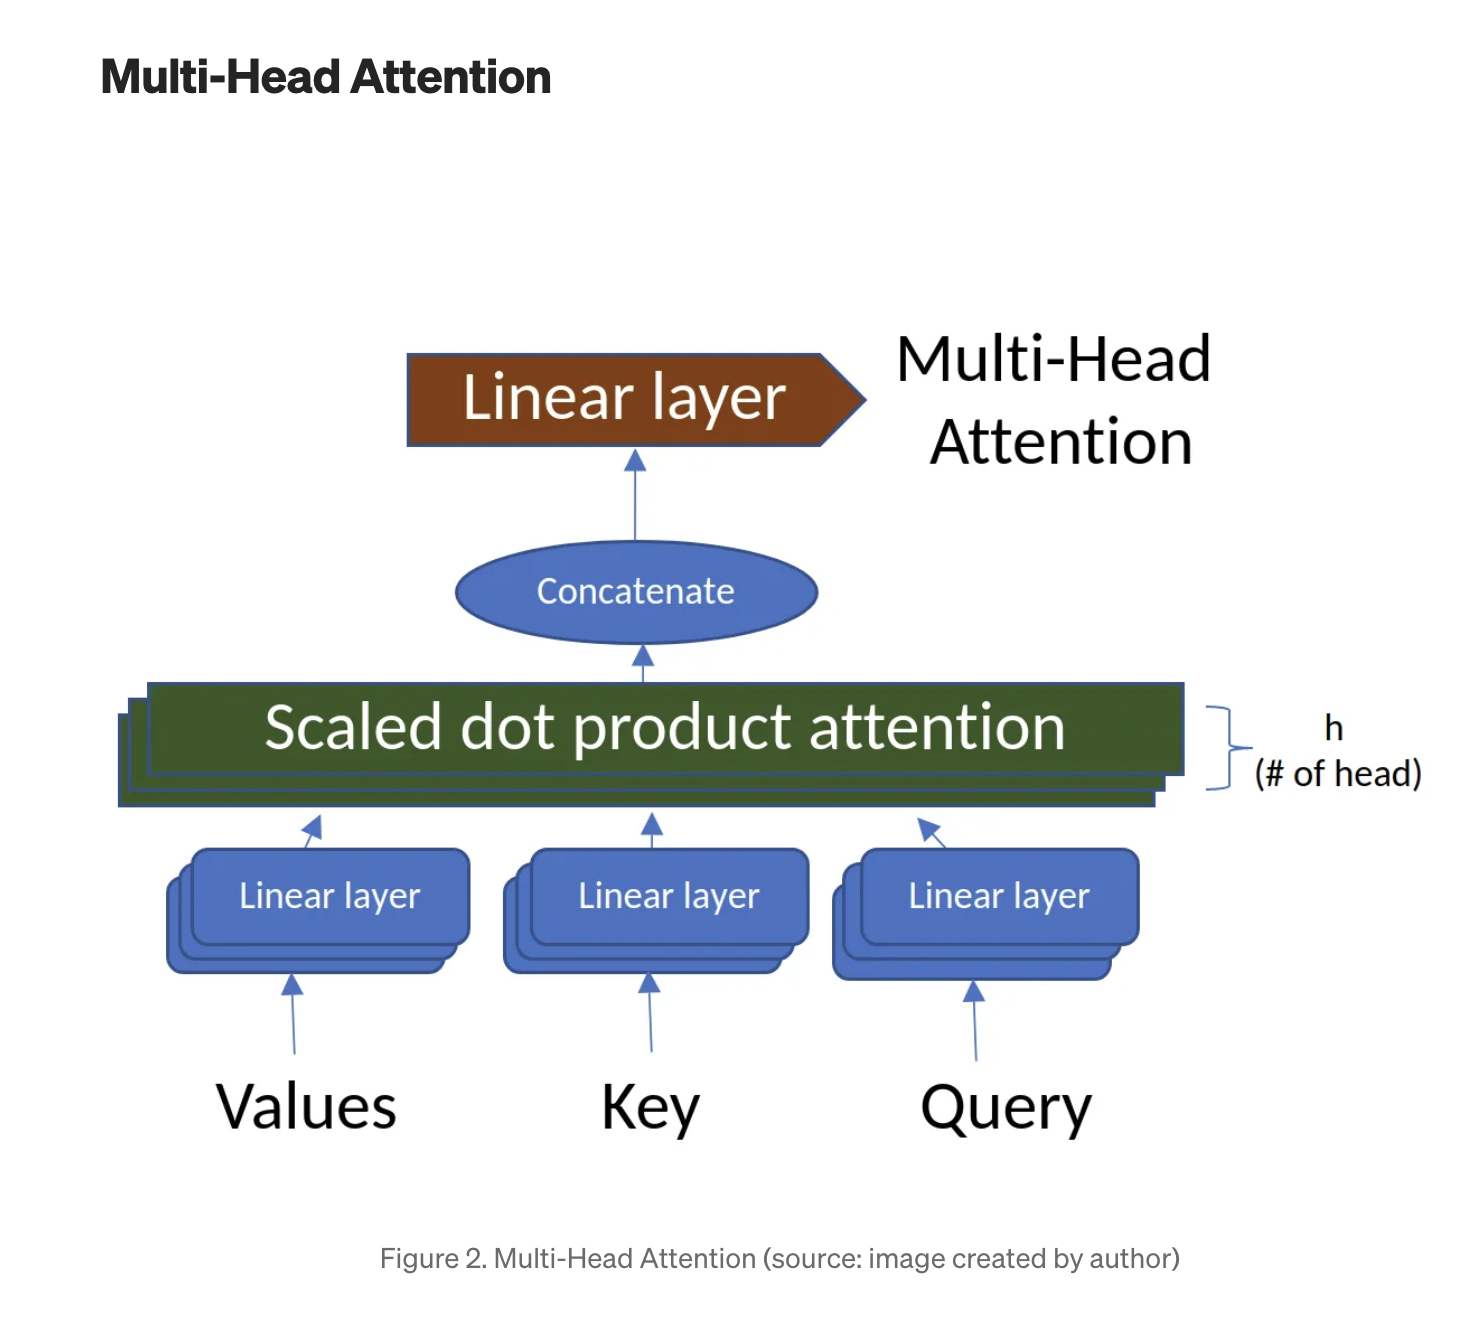 Multi-Head Attention
Linear layer
Multi-Head
Attention
Concatenate
Scaled dot product attention
h
(# of head)
Linear layer
Linear layer
Linear layer
Values
Key
Query
Figure 2. Multi-Head Attention (source: image created by author)